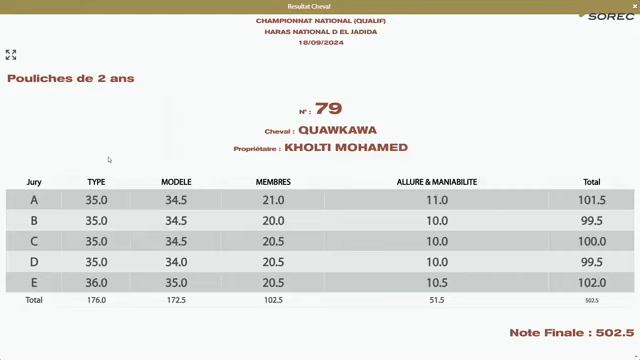 Resultat Cheval
SOREC
CHAMPIONNAT NATIONAL (QUALIF)
HARAS NATIONAL D EL JADIDA
18/09/2024
Pouliches de 2 ans
N° : 79
Cheval : QUAWKAWA
Propriétaire : KHOLTI MOHAMED
Jury TYPE MODELE MEMBRES ALLURE & MANIABILITE Total
A 35.0 34.5 21.0 11.0 101.5
B 35.0 34.5 20.0 10.0 99.5
C 35.0 34.5 20.5 10.0 100.0
D 35.0 34.0 20.5 10.0 99.5
E 36.0 35.0 20.5 10.5 102.0
Total 176.0 172.5 102.5 51.5 502.5
Note Finale : 502.5